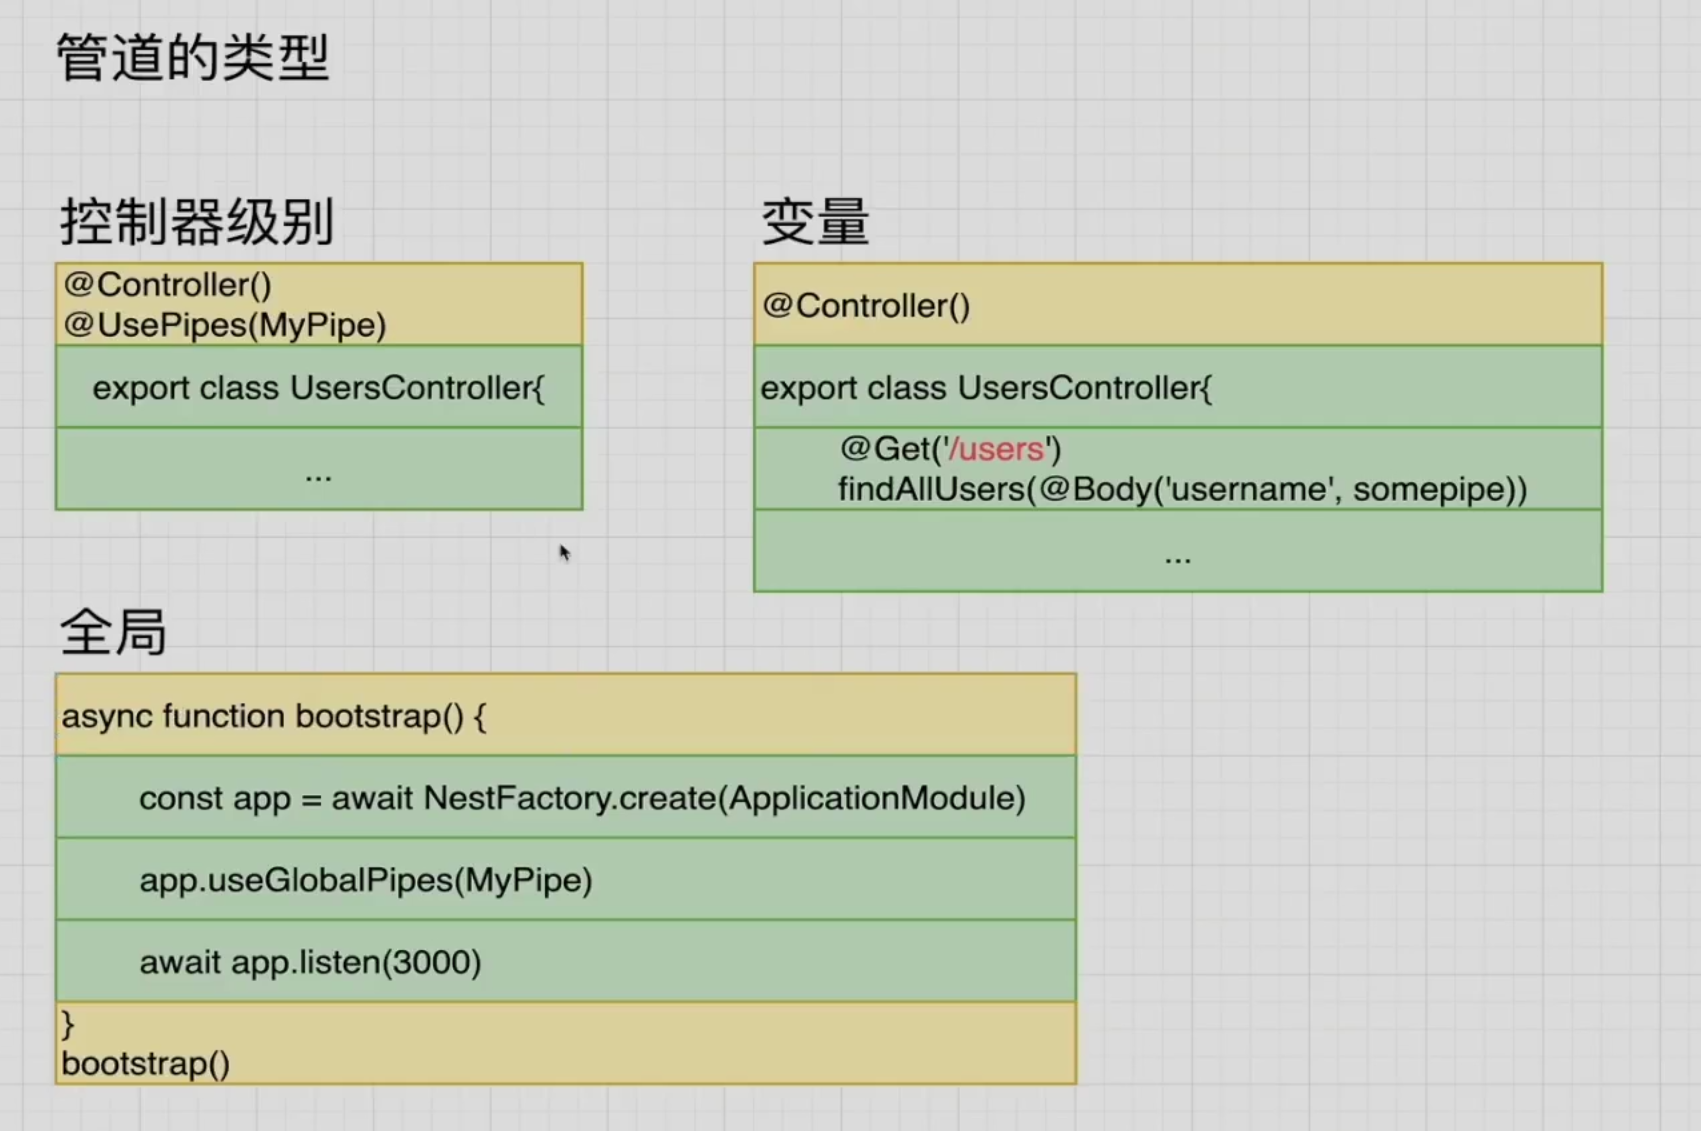 管道的类型
控制器级别
@Controller()
@UsePipes(MyPipe)
export class UsersController{
...
变量
@Controller()
export class UsersController{
@Get('/users')
findAllUsers(@Body('username', somepipe))
...
全局
async function bootstrap() {
const app = await NestFactory.create(ApplicationModule)
app.useGlobalPipes(MyPipe)
await app.listen(3000)
}
bootstrap()